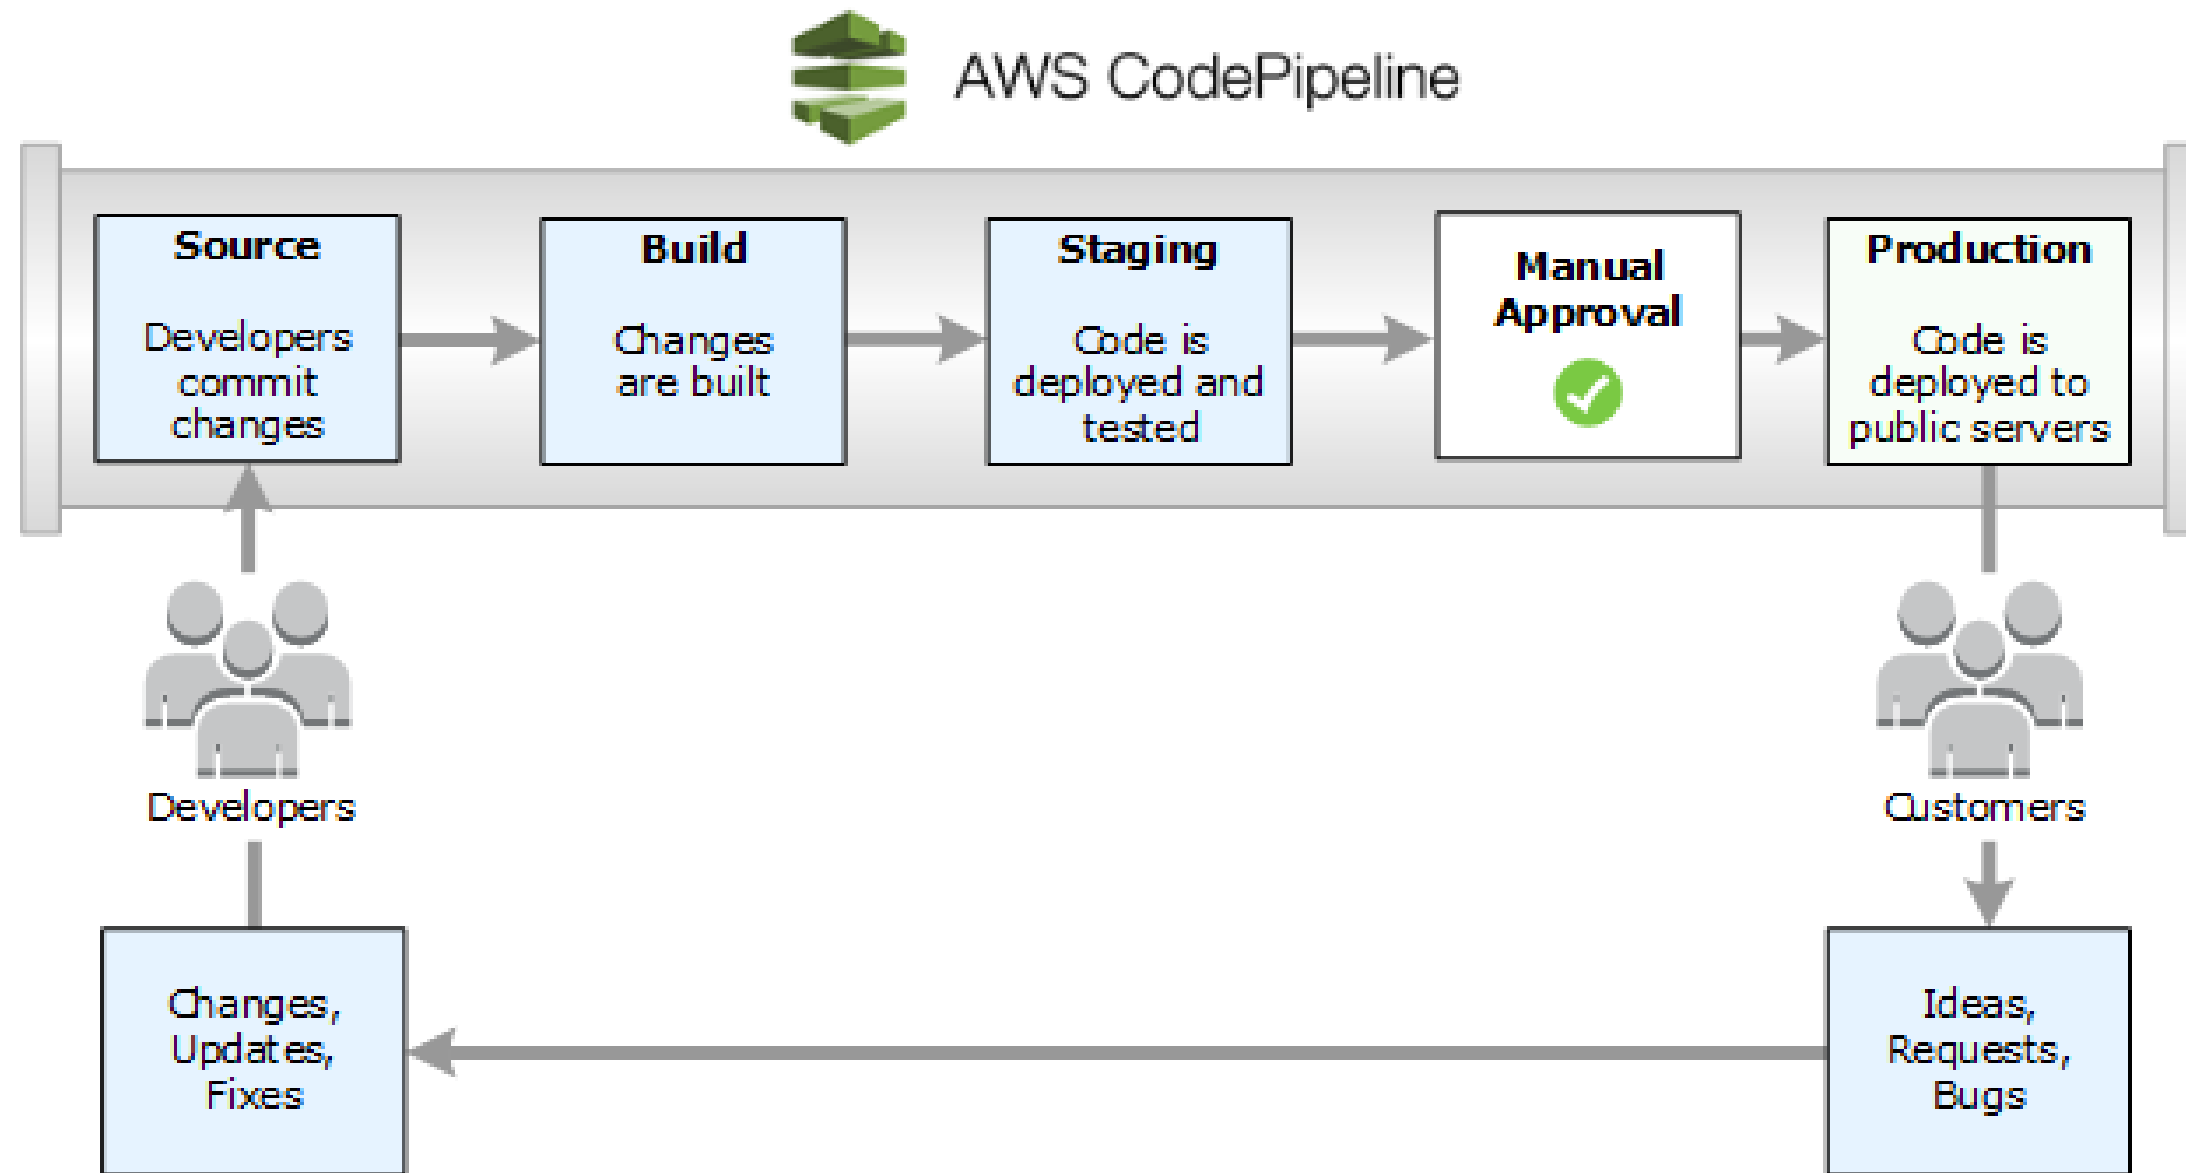 AWS CodePipeline
Source
Developers
commit
changes
Build
Changes
are built
Staging
Code is
deployed and
tested
Manual
Approval
Production
Code is
deployed to
public servers
Developers
Customers
Changes,
Updates,
Fixes
Ideas,
Requests,
Bugs